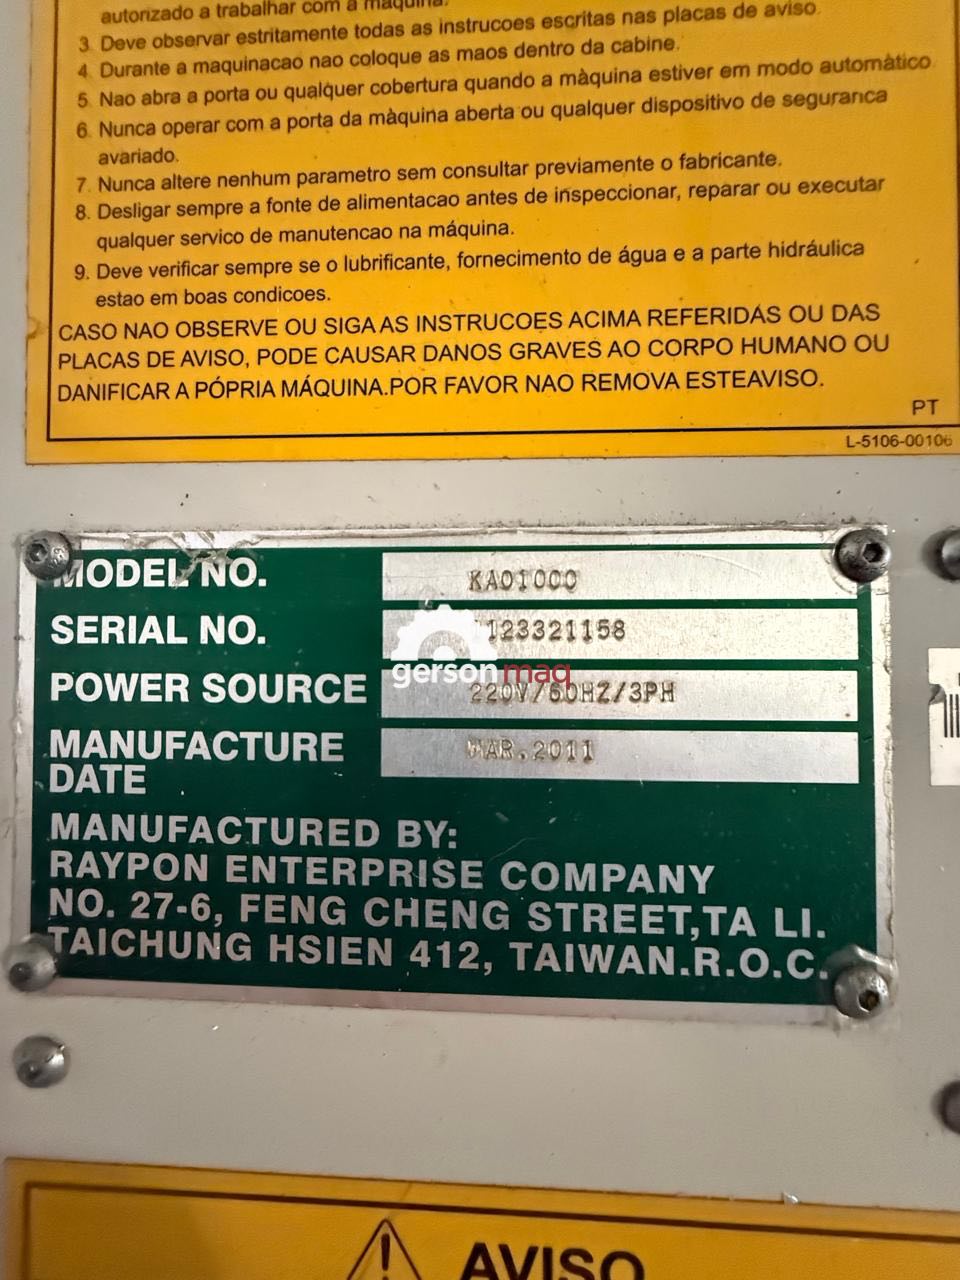 autorizado a trabalhar com a maquina.
3 Deve observar estritamente todas as instrucoes escritas nas placas de aviso.
4 Durante a maquinacao nao coloque as maos dentro da cabine.
5 Nao abra a porta ou qualquer cobertura quando a màquina estiver em modo automàtico
6. Nunca operar com a porta da màquina aberta ou qualquer dispositivo de seguranca
avariado.
7. Nunca altere nenhum parametro sem consultar previamente o fabricante.
8. Desligar sempre a fonte de alimentacao antes de inspeccionar, reparar ou executar
qualquer servico de manutencao na máquina.
9. Deve verificar sempre se o lubrificante, fornecimento de água e a parte hidráulica
estao em boas condicoes.
CASO NAO OBSERVE OU SIGA AS INSTRUCOES ACIMA REFERIDAS OU DAS
PLACAS DE AVISO, PODE CAUSAR DANOS GRAVES AO CORPO HUMANO OU
DANIFICAR A PÓPRIA MÁQUINA.POR FAVOR NAO REMOVA ESTEAVISO.
PT
L-5106-00106
MODEL NO. KAO1000
SERIAL NO. 123321158
gersonmaq
POWER SOURCE 220V/60HZ/3PH
MANUFACTURE MAR.2011
DATE
MANUFACTURED BY:
RAYPON ENTERPRISE COMPANY
NO. 27-6, FENG CHENG STREET,TA LI.
TAICHUNG HSIEN 412, TAIWAN.R.O.C.
AVISO